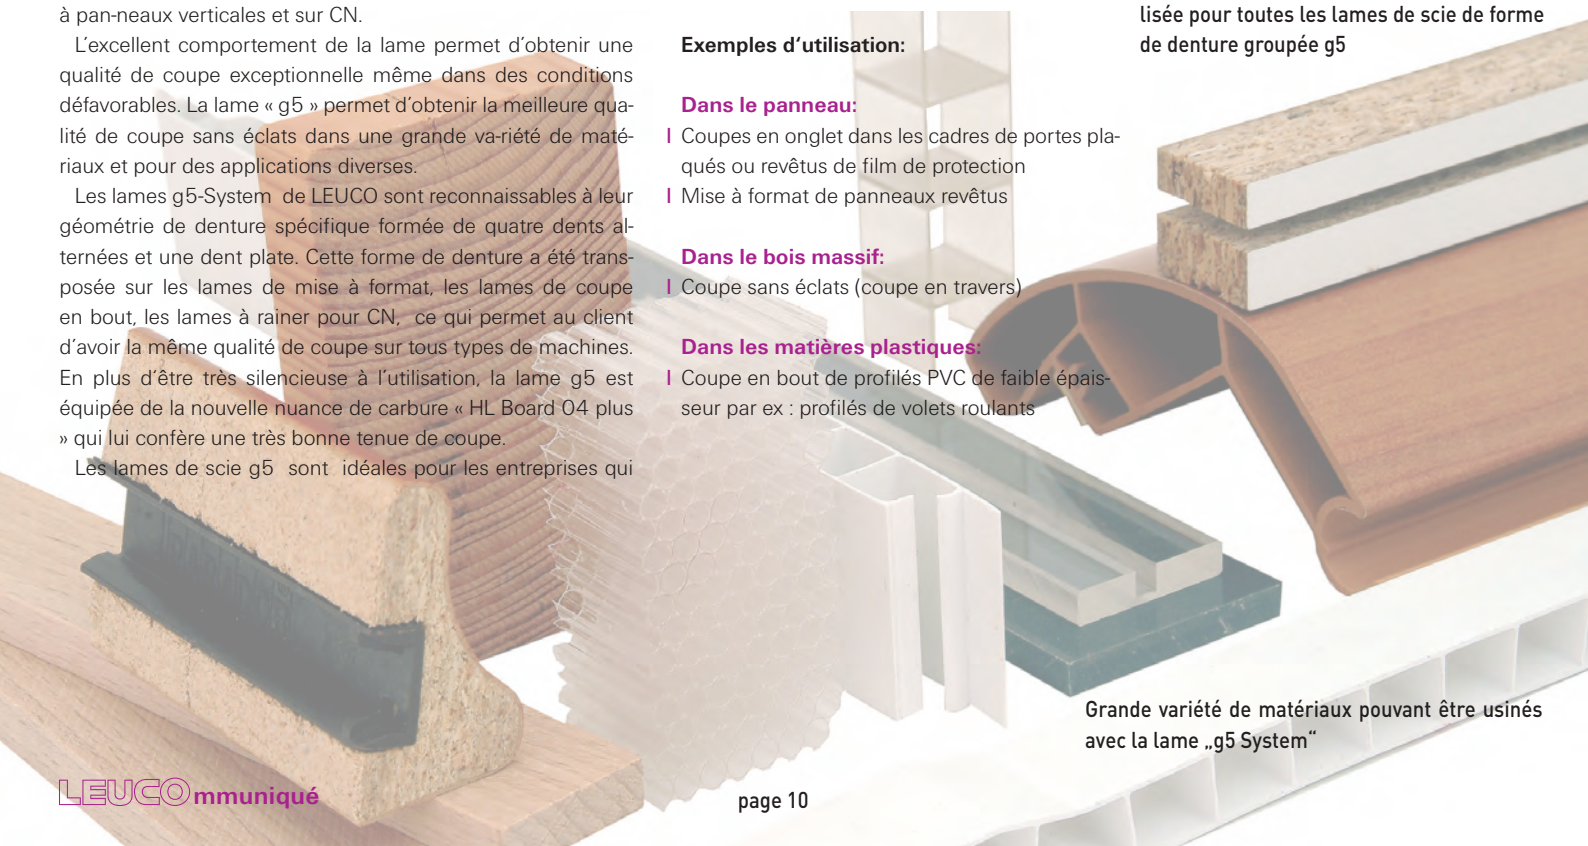 à pan-neaux verticales et sur CN.
L'excellent comportement de la lame permet d'obtenir une
qualité de coupe exceptionnelle même dans des conditions
défavorables. La lame « g5 » permet d'obtenir la meilleure qua-
lité de coupe sans éclats dans une grande va-riété de maté-
riaux et pour des applications diverses.
Les lames g5-System de LEUCO sont reconnaissables à leur
géométrie de denture spécifique formée de quatre dents al-
ternées et une dent plate. Cette forme de denture a été trans-
posée sur les lames de mise à format, les lames de coupe
en bout, les lames à rainer pour CN, ce qui permet au client
d'avoir la même qualité de coupe sur tous types de machines.
En plus d'être très silencieuse à l'utilisation, la lame g5 est
équipée de la nouvelle nuance de carbure « HL Board 04 plus
» qui lui confère une très bonne tenue de coupe.
Les lames de scie g5 sont idéales pour les entreprises qui
Exemples d'utilisation:
Dans le panneau:
l Coupes en onglet dans les cadres de portes pla-
qués ou revêtus de film de protection
l Mise à format de panneaux revêtus
Dans le bois massif:
l Coupe sans éclats (coupe en travers)
Dans les matières plastiques:
l Coupe en bout de profilés PVC de faible épais-
seur par ex : profilés de volets roulants
lisée pour toutes les lames de scie de forme
de denture groupée g5
Grande variété de matériaux pouvant être usinés
avec la lame „g5 System“
LEUCOmmuniqué
page 10